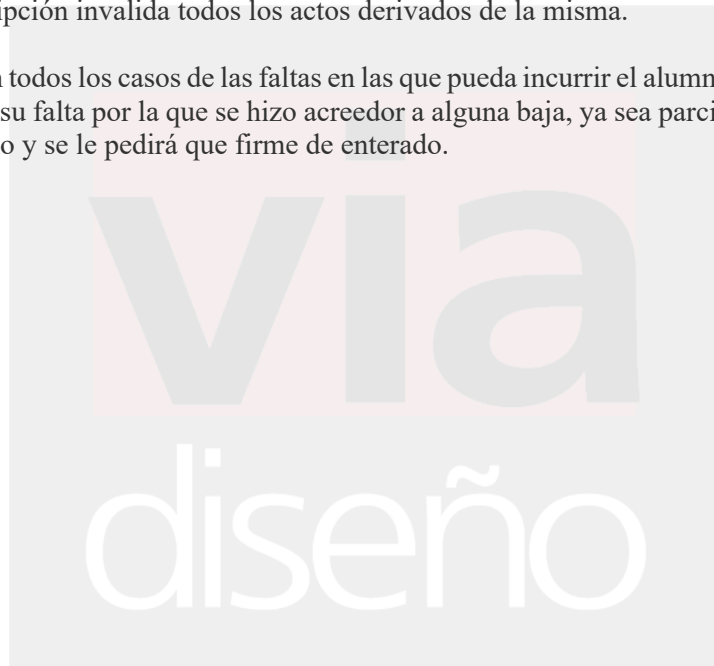 ipción invalida todos los actos derivados de la misma.
todos los casos de las faltas en las que pueda incurrir el alumn
su falta por la que se hizo acreedor a alguna baja, ya sea parci
o y se le pedirá que firme de enterado.
via
diseño